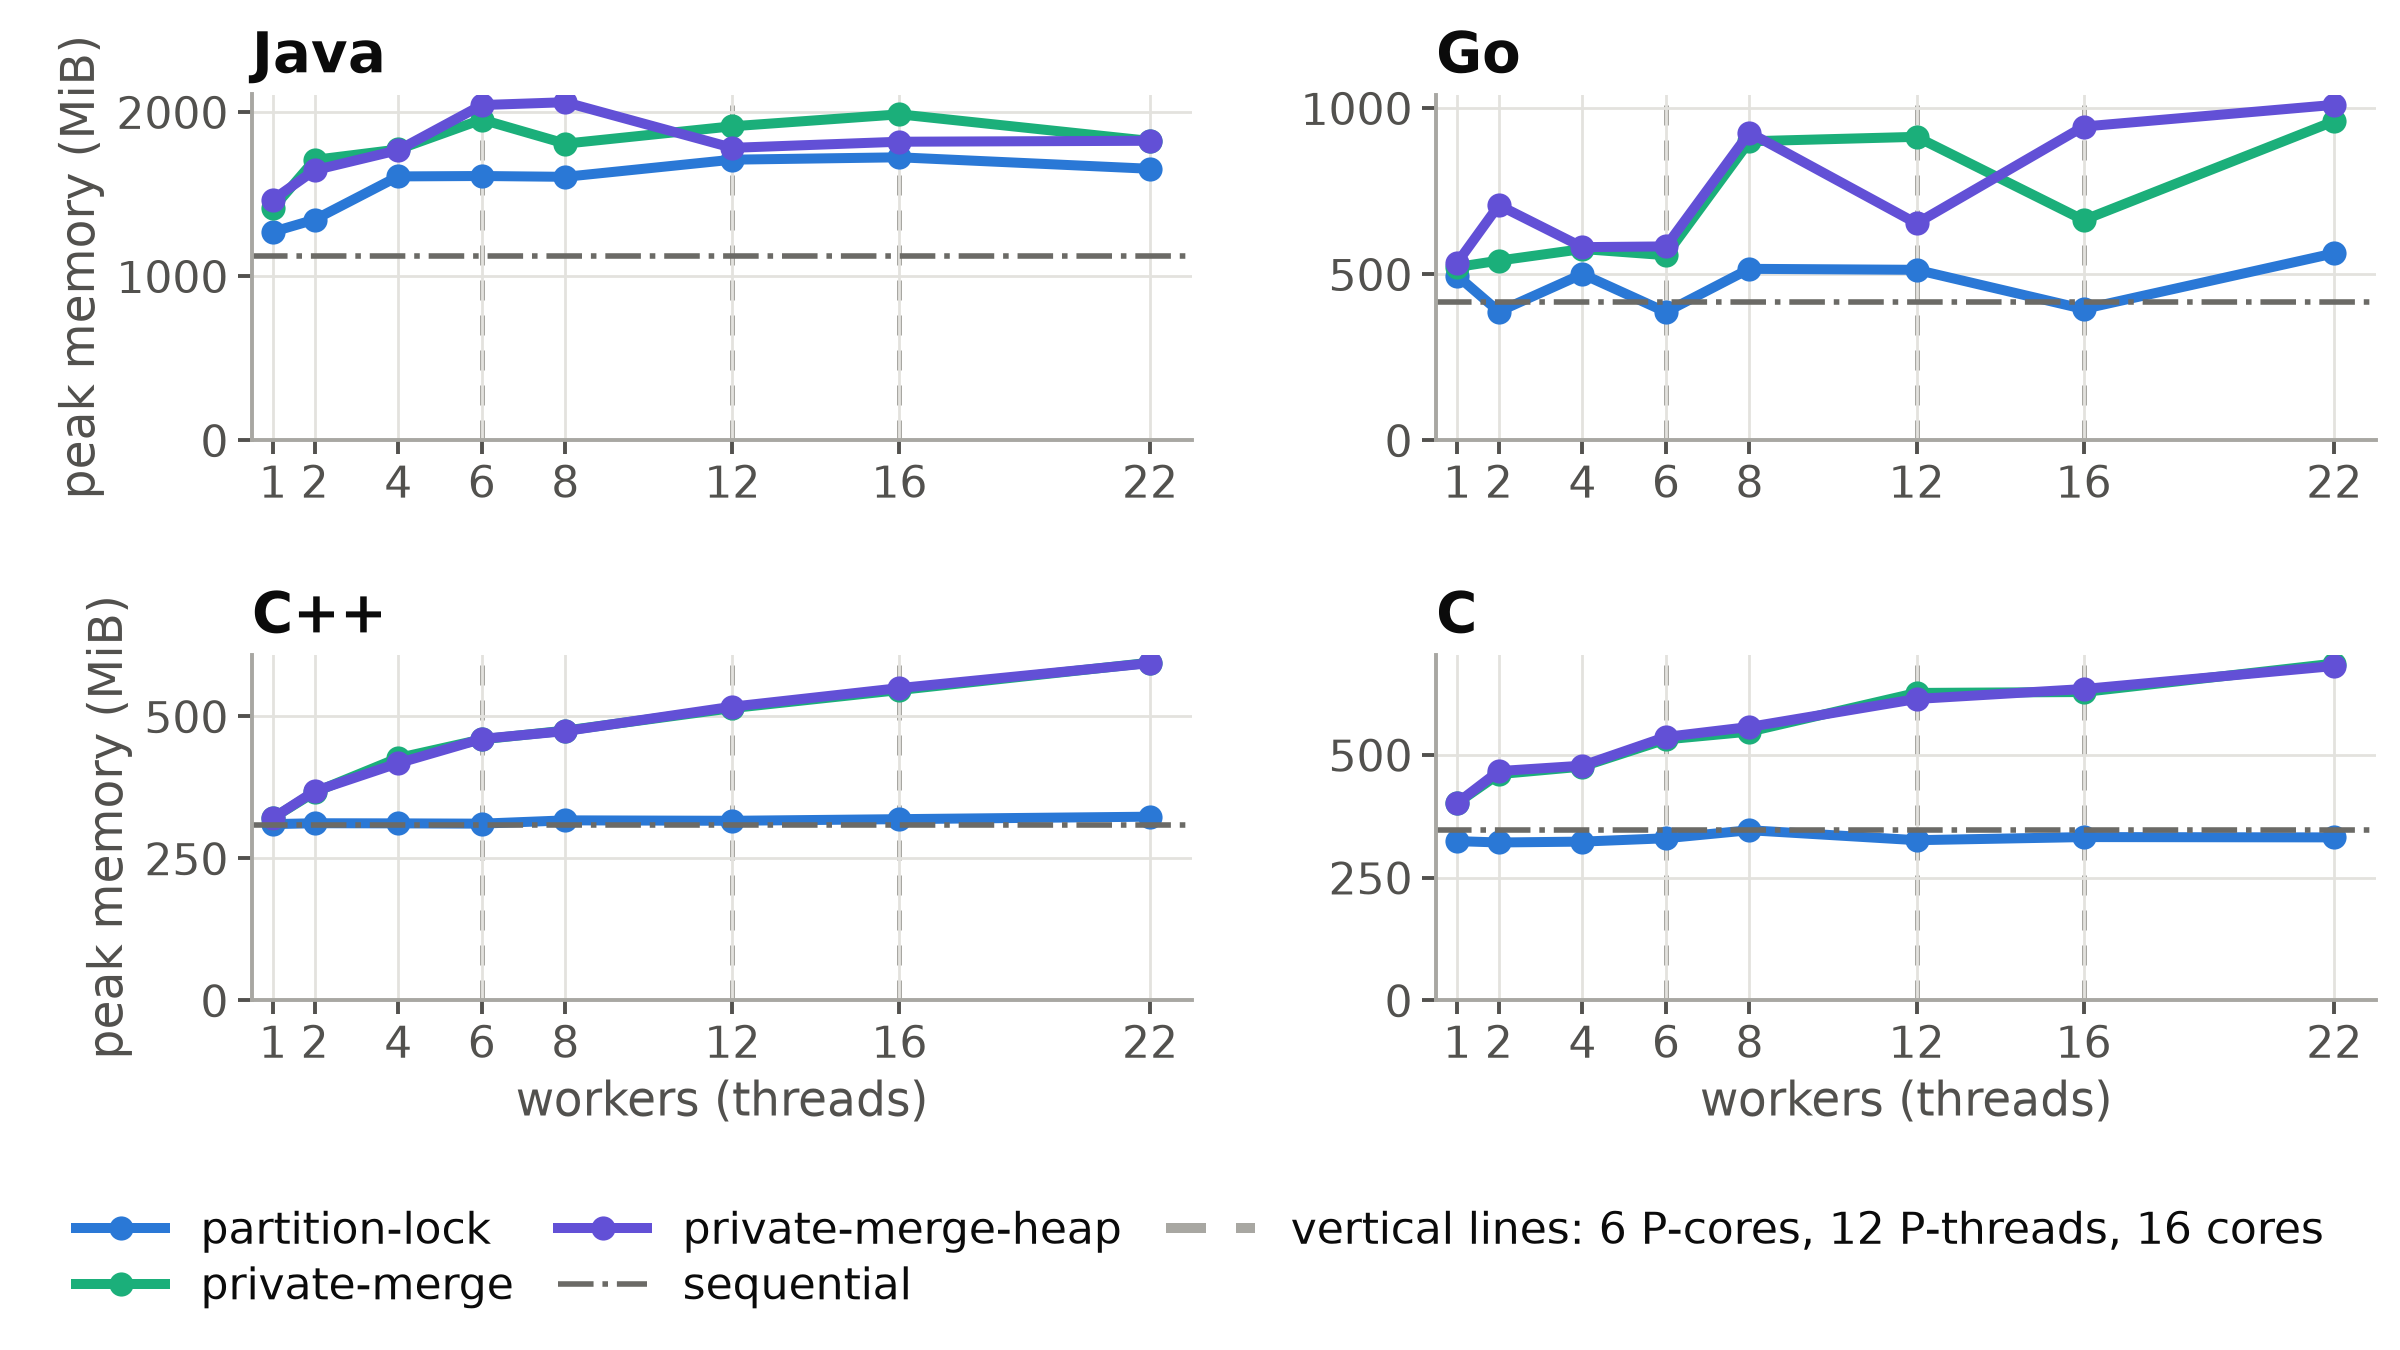 Java
peak memory (MiB)
2000
1000
0
1 2 4 6 8 12 16 22
Go
1000
500
0
1 2 4 6 8 12 16 22
C++
peak memory (MiB)
500
250
0
1 2 4 6 8 12 16 22
workers (threads)
C
500
250
0
1 2 4 6 8 12 16 22
workers (threads)
partition-lock
private-merge
private-merge-heap
sequential
vertical lines: 6 P-cores, 12 P-threads, 16 cores